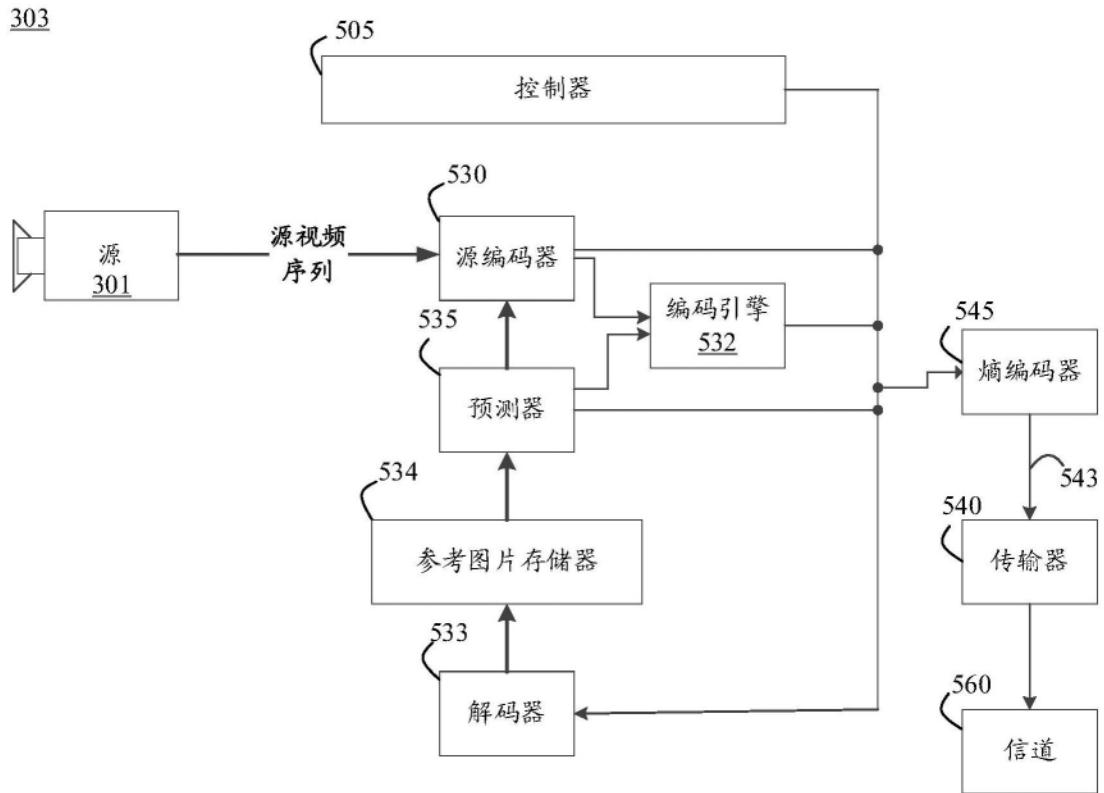 303
505
控制器
530
源视频
序列
源
301
源编码器
编码引擎
532
535
预测器
545
熵编码器
534
543
参考图片存储器
540
传输器
533
解码器
560
信道